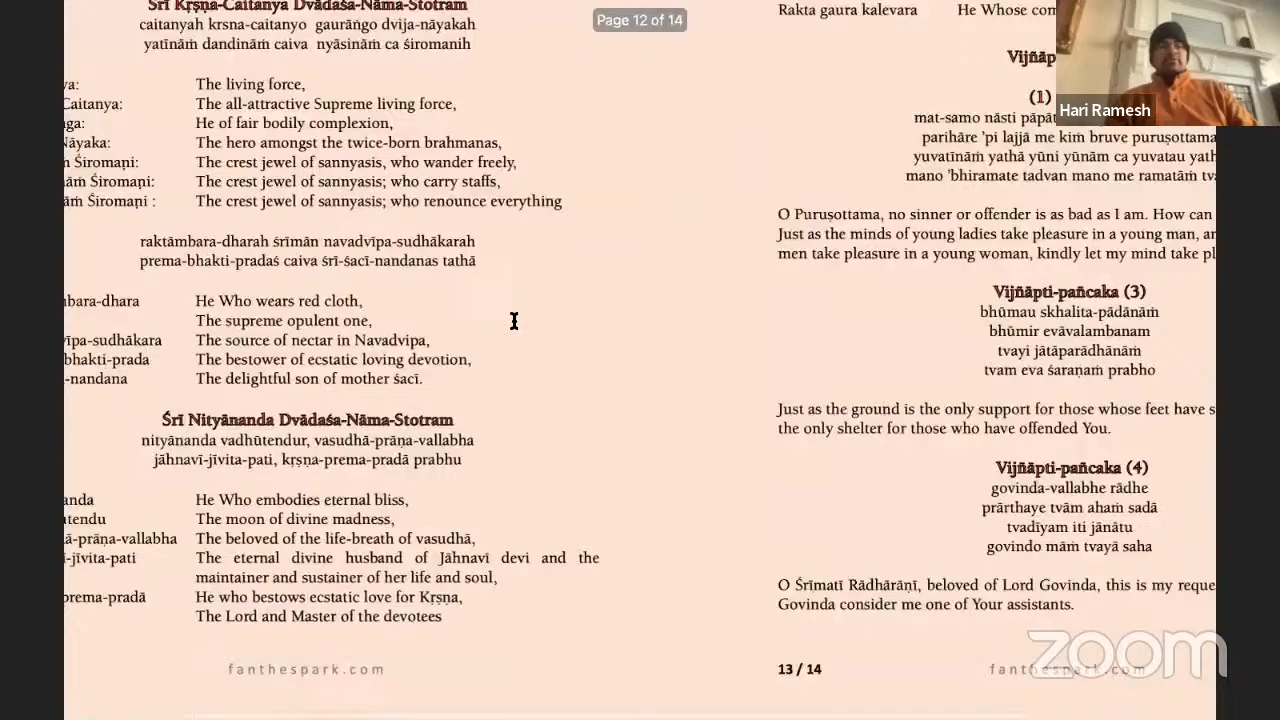 Śrī Kṛṣṇa-Caitanya Dvādaśa-Nāma-Stotram
caitanyah krsna-caitanyo gaurāṅgo dvija-nāyakah
yatīnāṁ dandināṁ caiva nyāsināṁ ca śiromanih
ya: The living force,
Caitanya: The all-attractive Supreme living force,
ga: He of fair bodily complexion,
Nāyaka: The hero amongst the twice-born brahmanas,
Śiromaṇi: The crest jewel of sannyasis, who wander freely,
ām Śiromaṇi: The crest jewel of sannyasis; who carry staffs,
ām Śiromaṇi : The crest jewel of sannyasis; who renounce everything
raktāmbara-dharah śrīmān navadvīpa-sudhākarah
prema-bhakti-pradaś caiva śrī-śacī-nandanas tathā
bara-dhara He Who wears red cloth,
The supreme opulent one,
īpa-sudhākara The source of nectar in Navadvipa,
bhakti-prada The bestower of ecstatic loving devotion,
-nandana The delightful son of mother śacī.
Śrī Nityānanda Dvādaśa-Nāma-Stotram
nityānanda vadhūtendur, vasudhā-prāṇa-vallabha
jāhnavī-jīvita-pati, kṛṣṇa-prema-pradā prabhu
anda He Who embodies eternal bliss,
tendu The moon of divine madness,
ā-prāṇa-vallabha The beloved of the life-breath of vasudhā,
ī-jīvita-pati The eternal divine husband of Jāhnavī devi and the
maintainer and sustainer of her life and soul,
prema-pradā He who bestows ecstatic love for Kṛṣṇa,
The Lord and Master of the devotees
fanthespark.com
Page 12 of 14
Rakta gaura kalevara He Whose com
Vijñāp
(1)
mat-samo nāsti pāpāt
parihāre 'pi lajjā me kiṁ bruve puruṣottama
yuvatīnāṁ yathā yūni yūnāṁ ca yuvatau yath
mano 'bhiramate tadvan mano me ramatāṁ tva
O Puruṣottama, no sinner or offender is as bad as I am. How can
Just as the minds of young ladies take pleasure in a young man, an
men take pleasure in a young woman, kindly let my mind take pl
Vijñāpti-pañcaka (3)
bhūmau skhalita-pādānāṁ
bhūmir evāvalambanam
tvayi jātāparādhānāṁ
tvam eva śaraṇaṁ prabho
Just as the ground is the only support for those whose feet have s
the only shelter for those who have offended You.
Vijñāpti-pañcaka (4)
govinda-vallabhe rādhe
prārthaye tvām ahaṁ sadā
tvadīyam iti jānātu
govindo māṁ tvayā saha
O Śrīmatī Rādhārāṇī, beloved of Lord Govinda, this is my reque
Govinda consider me one of Your assistants.
13 / 14
fanthespark.com
Hari Ramesh
zoom